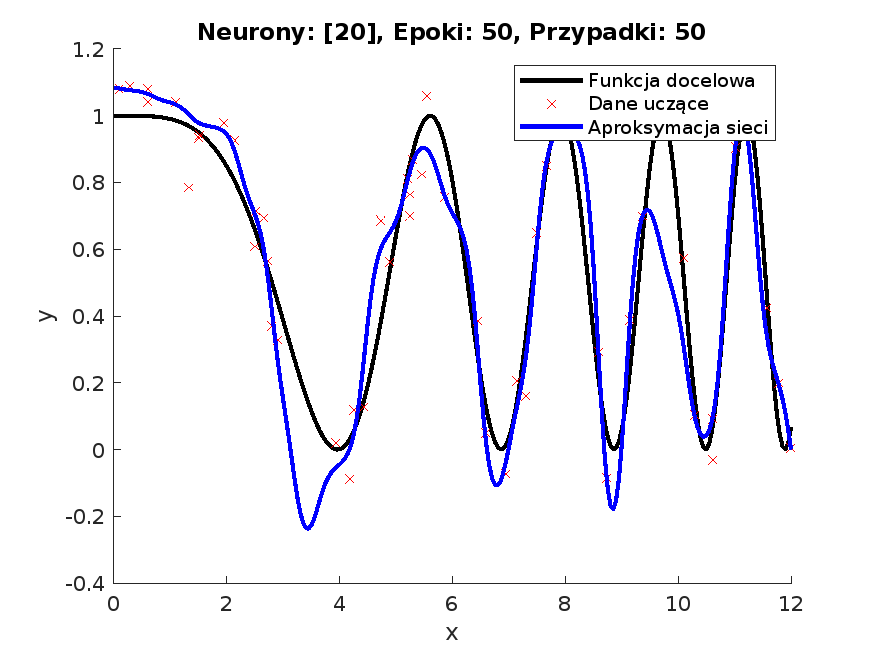 Neurony: [20], Epoki: 50, Przypadki: 50
Funkcja docelowa
Dane uczące
Aproksymacja sieci
y
1.2
1
0.8
0.6
0.4
0.2
0
-0.2
-0.4
0 2 4 6 8 10 12
x